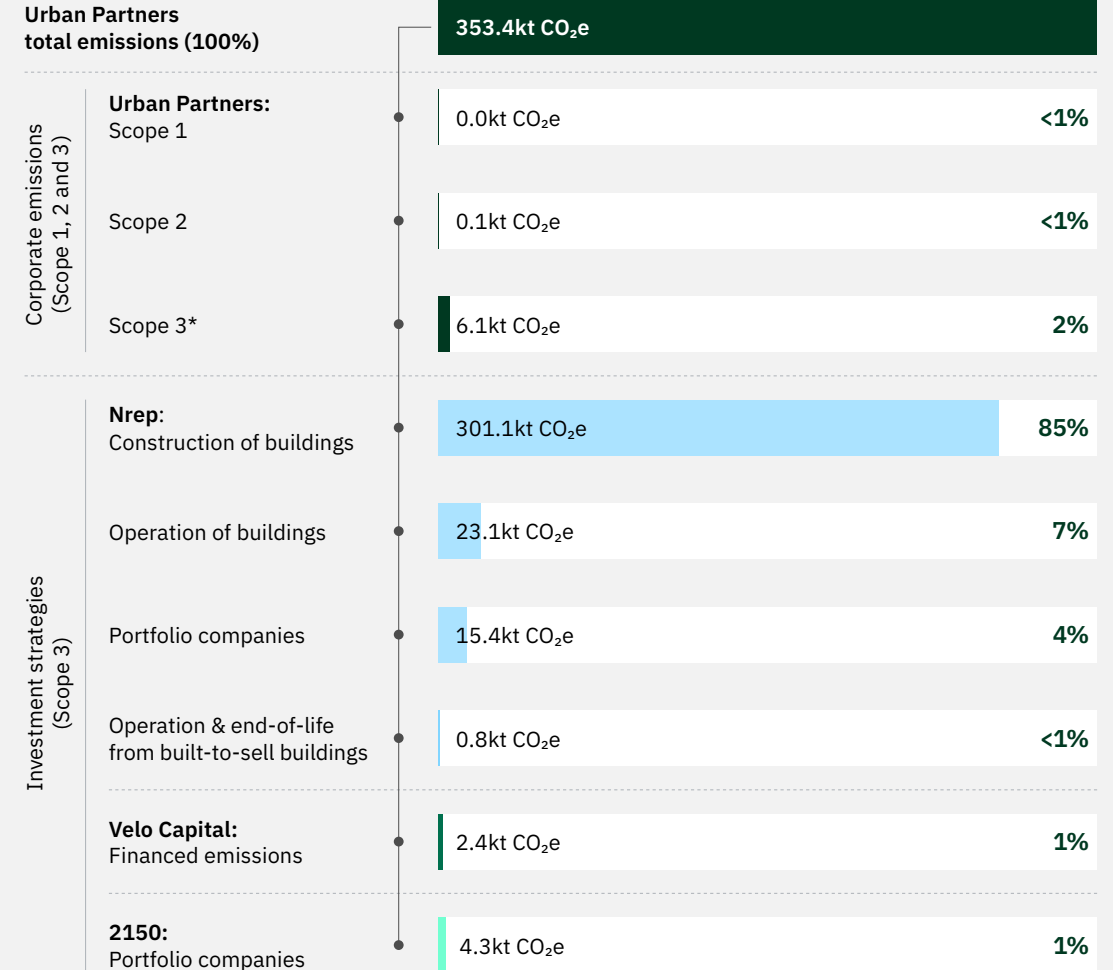 Urban Partners
total emissions (100%)
353.4kt CO₂e
Corporate emissions
(Scope 1, 2 and 3)
Urban Partners:
Scope 1
0.0kt CO₂e
<1%
Scope 2
0.1kt CO₂e
<1%
Scope 3*
6.1kt CO₂e
2%
Investment strategies
(Scope 3)
Nrep:
Construction of buildings
301.1kt CO₂e
85%
Operation of buildings
23.1kt CO₂e
7%
Portfolio companies
15.4kt CO₂e
4%
Operation & end-of-life
from built-to-sell buildings
0.8kt CO₂e
<1%
Velo Capital:
Financed emissions
2.4kt CO₂e
1%
2150:
Portfolio companies
4.3kt CO₂e
1%